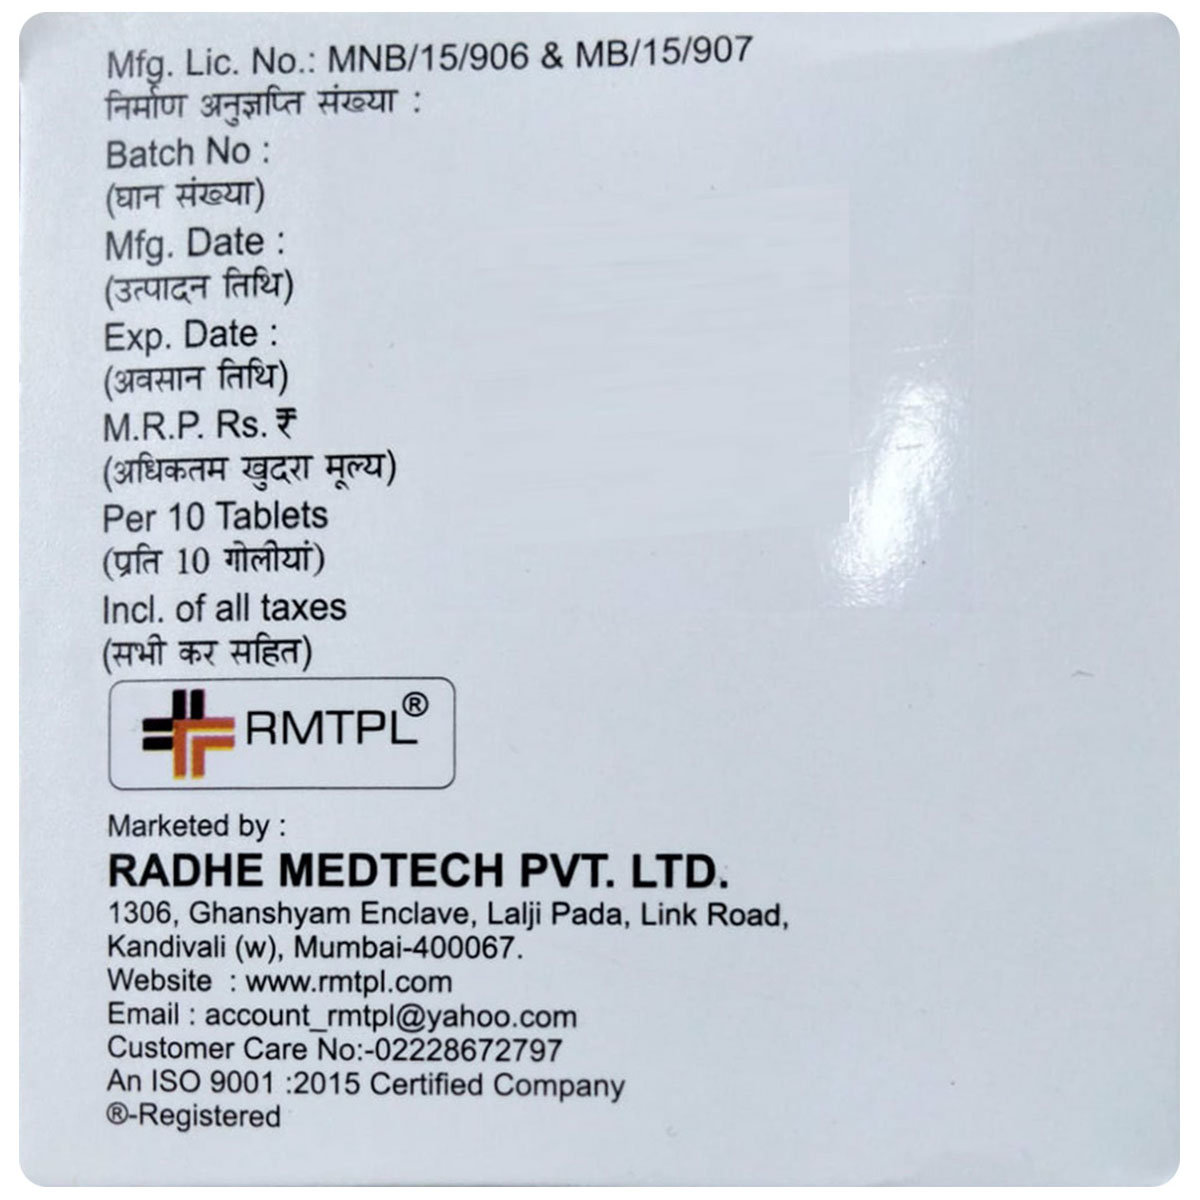 Mfg. Lic. No.: MNB/15/906 & MB/15/907
निर्माण अनुज्ञप्ति संख्या :
Batch No :
(घान संख्या)
Mfg. Date :
(उत्पादन तिथि)
Exp. Date :
(अवसान तिथि)
M.R.P. Rs. ₹
(अधिकतम खुदरा मूल्य)
Per 10 Tablets
(प्रति 10 गोलीयां)
Incl. of all taxes
(सभी कर सहित)
RMTPL®
Marketed by :
RADHE MEDTECH PVT. LTD.
1306, Ghanshyam Enclave, Lalji Pada, Link Road,
Kandivali (w), Mumbai-400067.
Website : www.rmtpl.com
Email : account_rmtpl@yahoo.com
Customer Care No:-02228672797
An ISO 9001 :2015 Certified Company
®-Registered